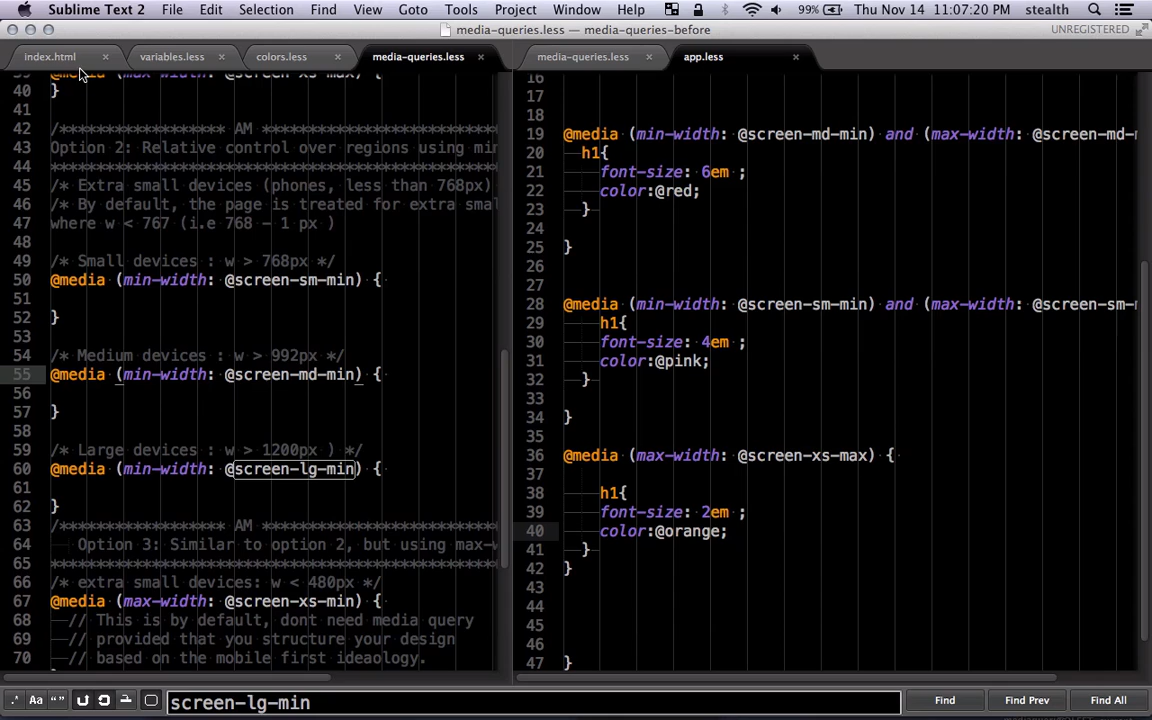 Sublime Text 2 File Edit Selection Find View Goto Tools Project Window Help 99% Thu Nov 14 11:07:20 PM stealth
media-queries.less — media-queries-before UNREGISTERED
index.html × variables.less × colors.less × media-queries.less ×
39 @media (max-width: @screen-xs-max) {
40 }
41
42 /****************** AM **************************
43 Option 2: Relative control over regions using min
44 *************************************************
45 /* Extra small devices (phones, less than 768px)
46 /* By default, the page is treated for extra smal
47 where w < 767 (i.e 768 - 1 px )
48
49 /* Small devices : w > 768px */
50 @media (min-width: @screen-sm-min) {
51
52 }
53
54 /* Medium devices : w > 992px */
55 @media (min-width: @screen-md-min) {
56
57 }
58
59 /* Large devices : w > 1200px ) */
60 @media (min-width: @screen-lg-min) {
61
62 }
63 /****************** AM **************************
64 Option 3: Similar to option 2, but using max-w
65 *************************************************
66 /* extra small devices: w < 480px */
67 @media (max-width: @screen-xs-min) {
68 // This is by default, dont need media query
69 // provided that you structure your design
70 // based on the mobile first ideaology.
media-queries.less × app.less ×
16
17
18
19 @media (min-width: @screen-md-min) and (max-width: @screen-md-m
20 h1{
21 font-size: 6em ;
22 color:@red;
23 }
24
25 }
26
27
28 @media (min-width: @screen-sm-min) and (max-width: @screen-sm-m
29 h1{
30 font-size: 4em ;
31 color:@pink;
32 }
33
34 }
35
36 @media (max-width: @screen-xs-max) {
37
38 h1{
39 font-size: 2em ;
40 color:@orange;
41 }
42 }
43
44
45
46
47 }
.* Aa “ ” screen-lg-min Find Find Prev Find All